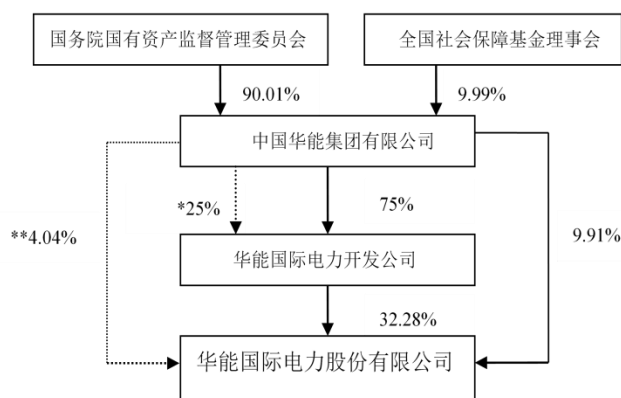 国务院国有资产监督管理委员会
全国社会保障基金理事会
90.01%
9.99%
中国华能集团有限公司
*25%
75%
**4.04%
9.91%
华能国际电力开发公司
32.28%
华能国际电力股份有限公司